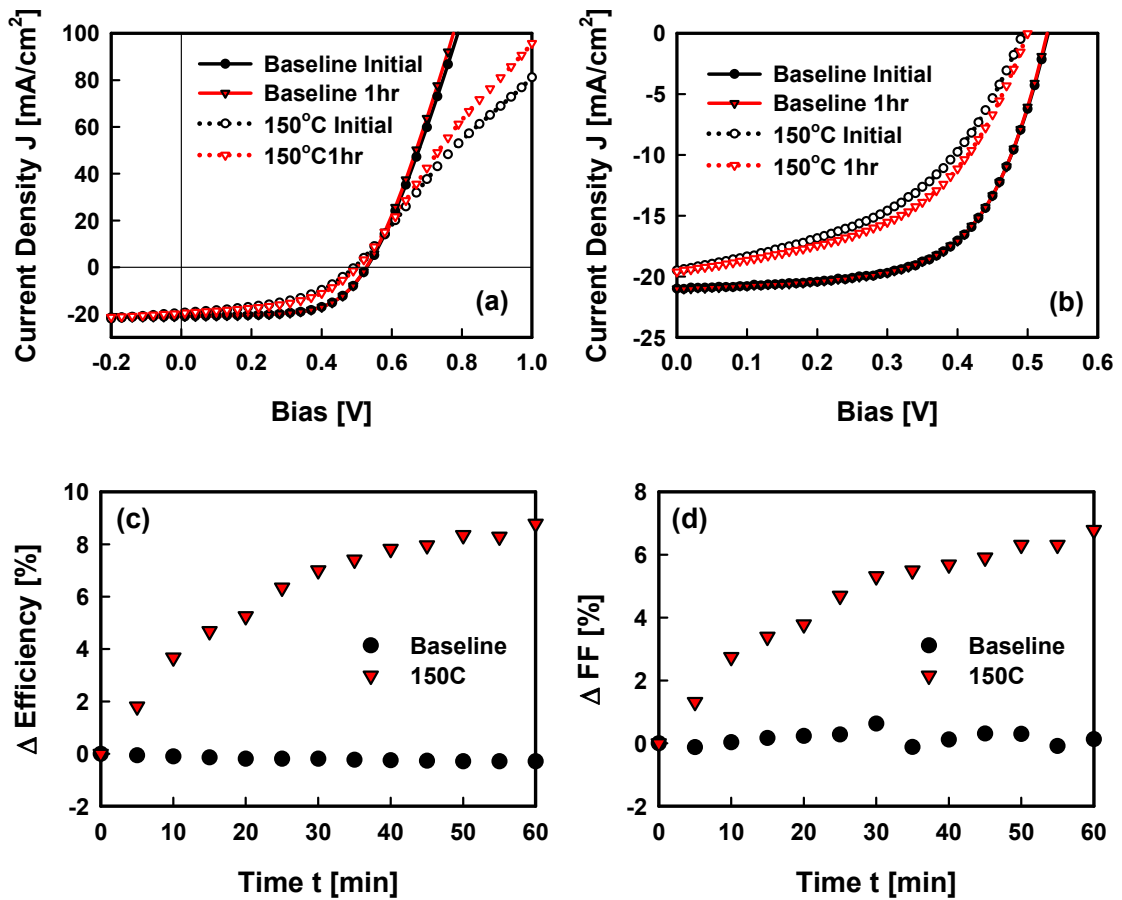 Current Density J [mA/cm²]
100
80
60
40
20
0
-20
Baseline Initial
Baseline 1hr
150°C Initial
150°C1hr
(a)
-0.2 0.0 0.2 0.4 0.6 0.8 1.0
Bias [V]
Current Density J [mA/cm²]
0
-5
-10
-15
-20
-25
Baseline Initial
Baseline 1hr
150°C Initial
150°C 1hr
(b)
0.0 0.1 0.2 0.3 0.4 0.5 0.6
Bias [V]
Δ Efficiency [%]
10
8
6
4
2
0
-2
(c)
Baseline
150C
0 10 20 30 40 50 60
Time t [min]
Δ FF [%]
8
6
4
2
0
-2
(d)
Baseline
150C
0 10 20 30 40 50 60
Time t [min]